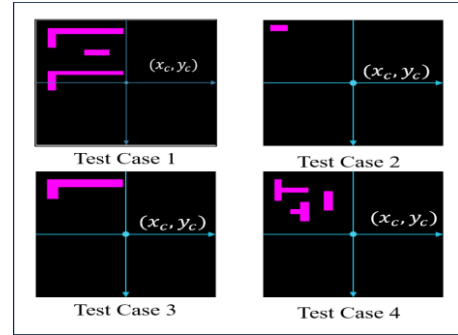 (x_c, y_c)
(x_c, y_c)
Test Case 1
Test Case 2
(x_c, y_c)
(x_c, y_c)
Test Case 3
Test Case 4